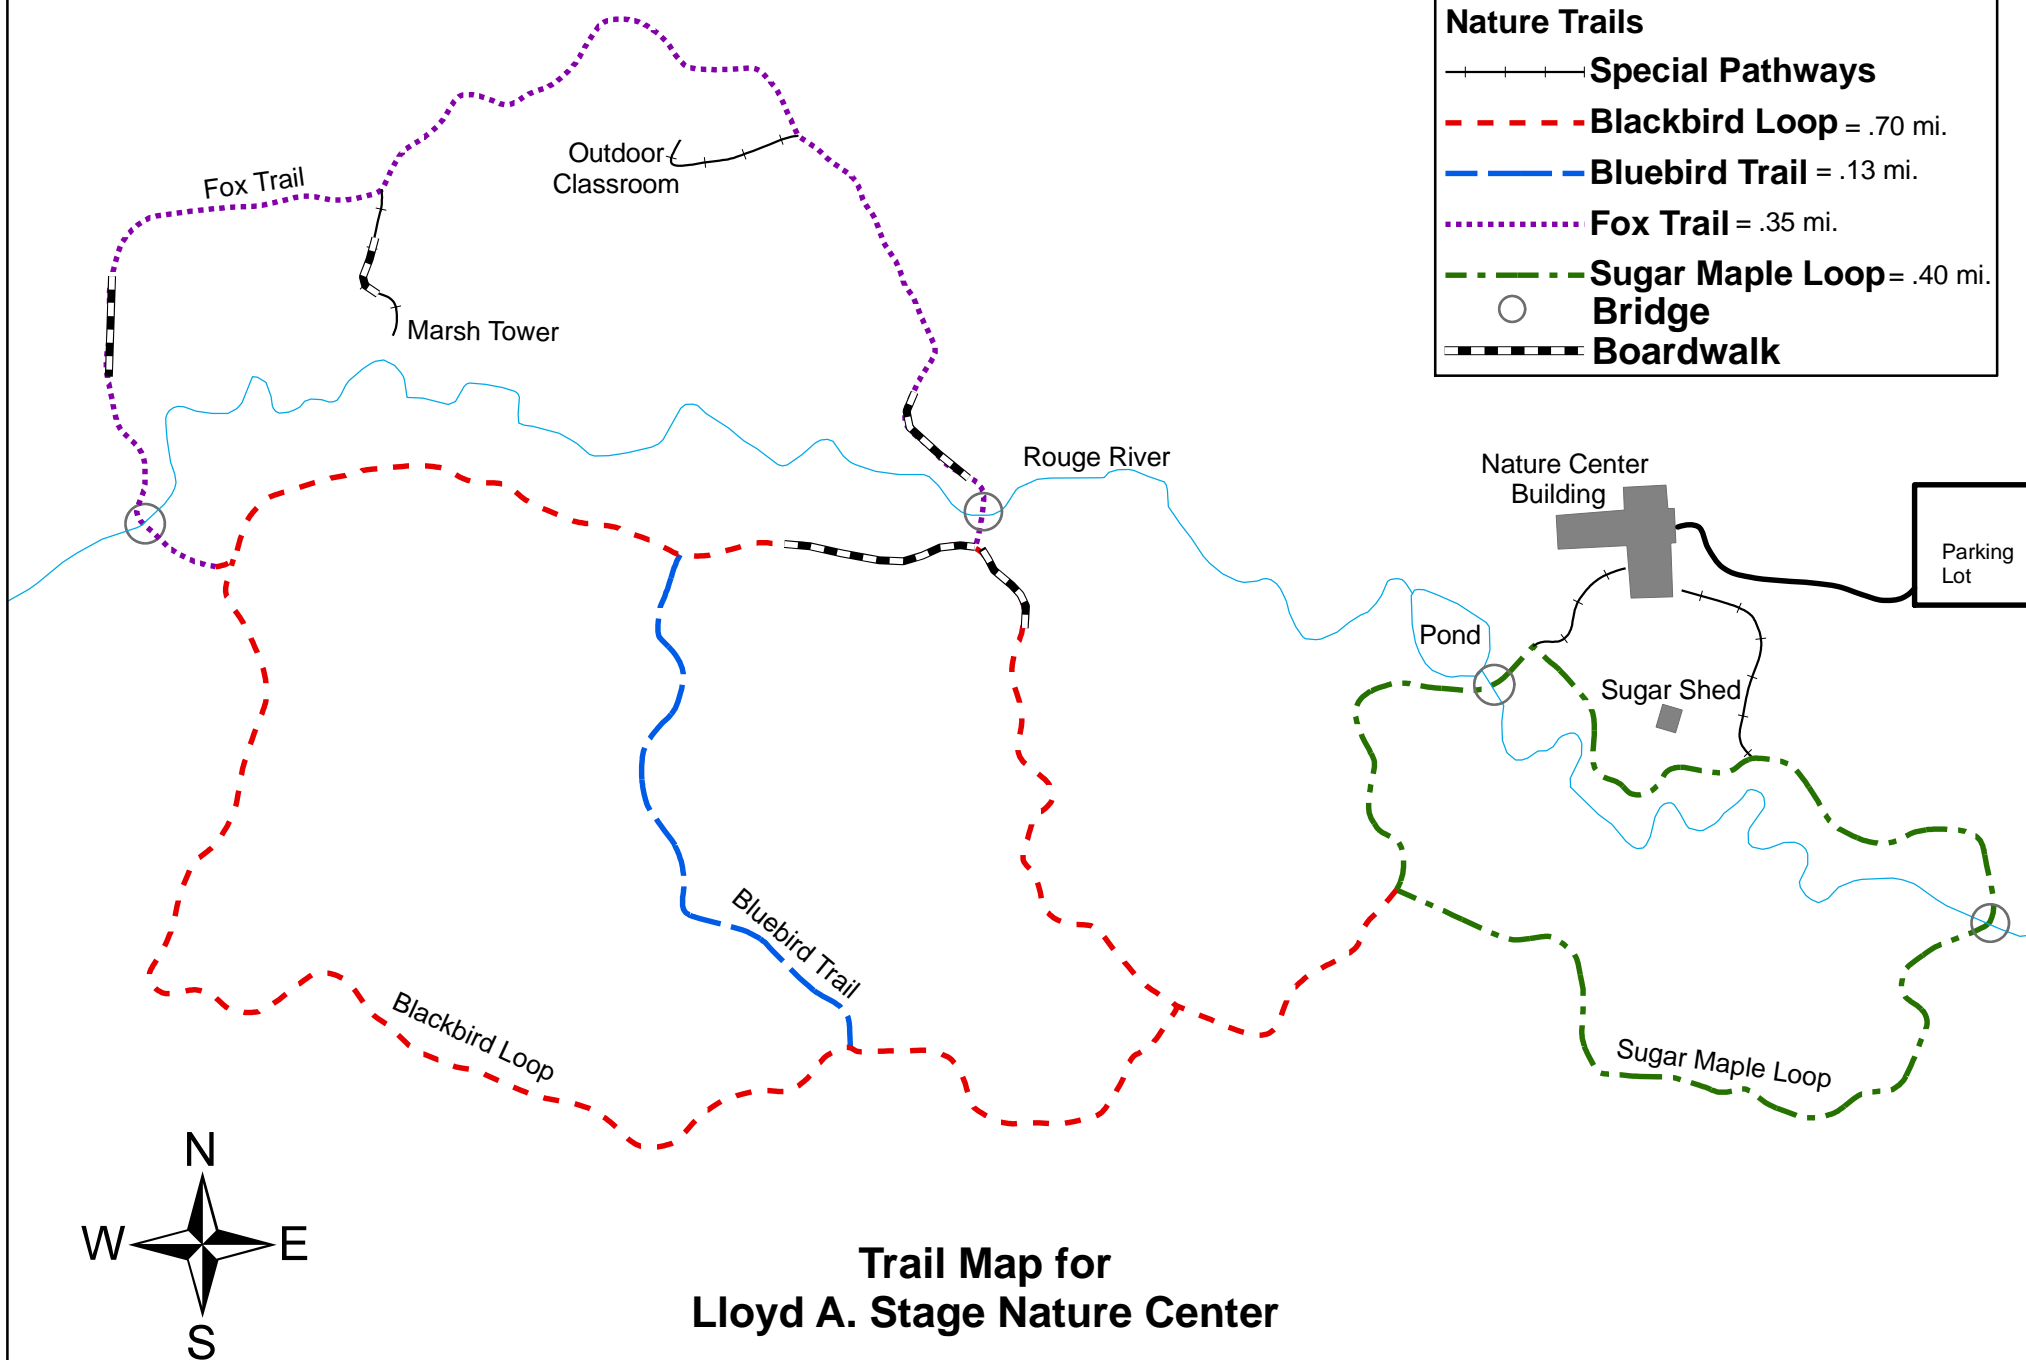 Nature Trails
Special Pathways
Blackbird Loop = .70 mi.
Bluebird Trail = .13 mi.
Fox Trail = .35 mi.
Sugar Maple Loop = .40 mi.
Bridge
Boardwalk
Outdoor
Classroom
Fox Trail
Marsh Tower
Rouge River
Nature Center
Building
Parking
Lot
Pond
Sugar Shed
Bluebird Trail
Blackbird Loop
Sugar Maple Loop
N
W E
S
Trail Map for
Lloyd A. Stage Nature Center